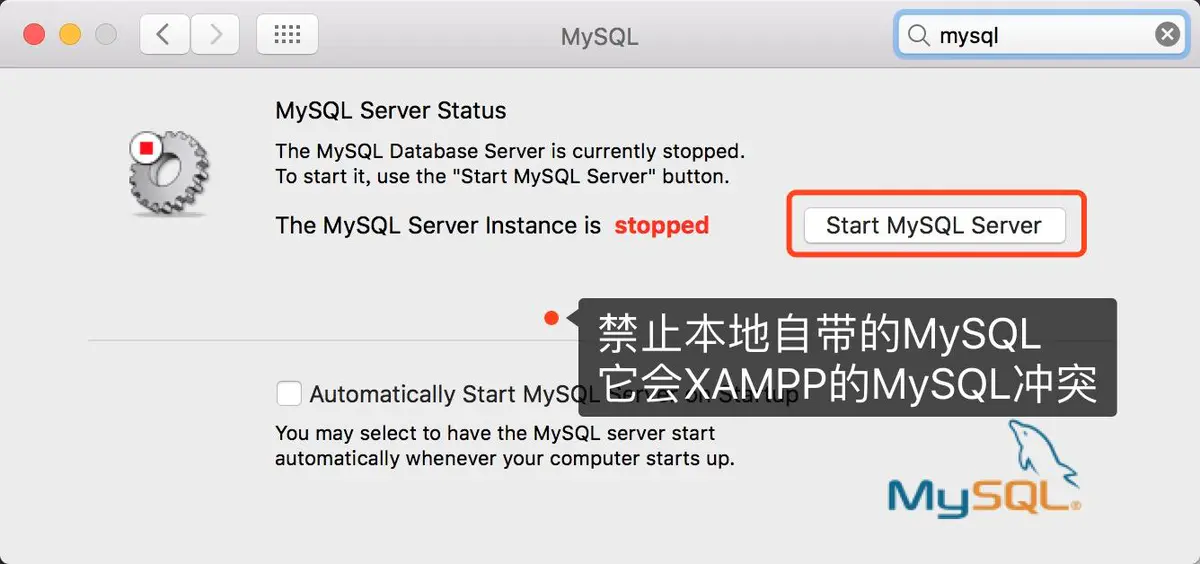 MySQL
mysql
MySQL Server Status
The MySQL Database Server is currently stopped.
To start it, use the "Start MySQL Server" button.
The MySQL Server Instance is stopped
Start MySQL Server
禁止本地自带的MySQL
它会XAMPP的MySQL冲突
Automatically Start MySQL Server on Startup
You may select to have the MySQL server start
automatically whenever your computer starts up.
MySQL®